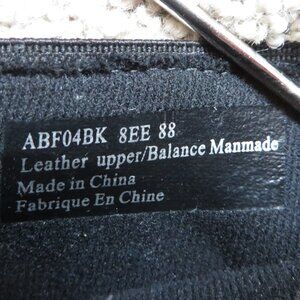 ABF04BK 8EE 88
Leather upper/Balance Manmade
Made in China
Fabrique En Chine